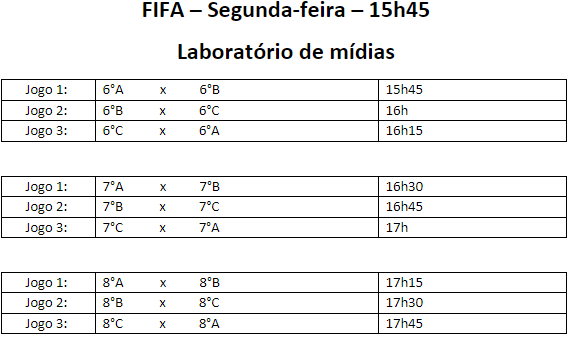 FIFA – Segunda-feira – 15h45
Laboratório de mídias
Jogo 1: 6°A x 6°B 15h45
Jogo 2: 6°B x 6°C 16h
Jogo 3: 6°C x 6°A 16h15
Jogo 1: 7°A x 7°B 16h30
Jogo 2: 7°B x 7°C 16h45
Jogo 3: 7°C x 7°A 17h
Jogo 1: 8°A x 8°B 17h15
Jogo 2: 8°B x 8°C 17h30
Jogo 3: 8°C x 8°A 17h45